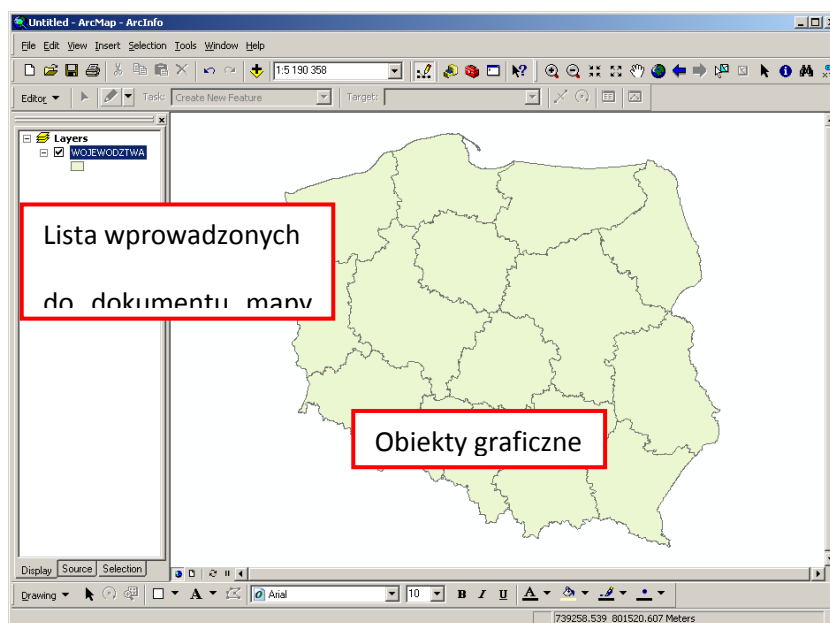 Untitled - ArcMap - ArcInfo
File Edit View Insert Selection Tools Window Help
1:5 190 358
Editor Task: Create New Feature Target:
Layers
WOJEWODZTWA
Lista wprowadzonych
do dokumentu mapy
Obiekty graficzne
Display Source Selection
Drawing A Arial 10 B I U A
739258.539 801520.607 Meters